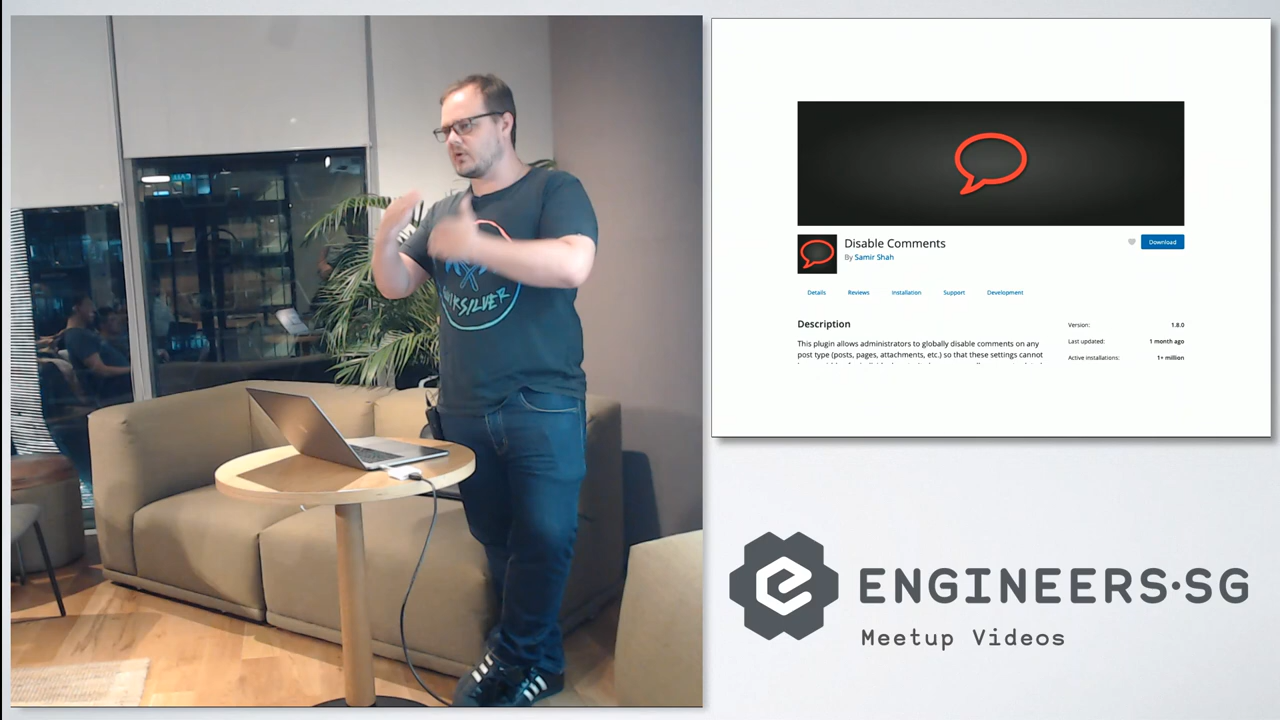 QUIKSILVER
Disable Comments
By Samir Shah
Download
Details
Reviews
Installation
Support
Development
Description
Version:
1.8.0
This plugin allows administrators to globally disable comments on any
Last updated:
1 month ago
post type (posts, pages, attachments, etc.) so that these settings cannot
Active installations:
1+ million
e
ENGINEERS·SG
Meetup Videos